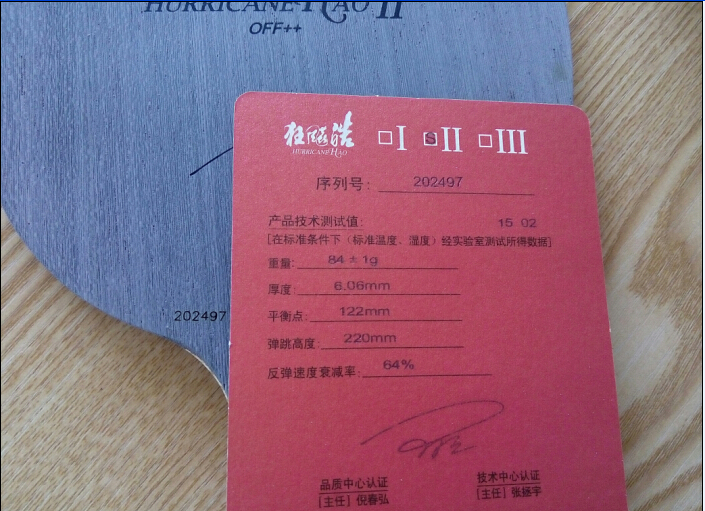 HURRICANE-HAO II
OFF++
狂飚皓 □I ☑II □III
HURRICANE HAO
序列号: 202497
产品技术测试值: 15 02
[在标准条件下（标准温度、湿度）经实验室测试所得数据]
重量: 84±1g
厚度: 6.06mm
202497
平衡点: 122mm
弹跳高度: 220mm
反弹速度衰减率: 64%
品质中心认证
[主任] 倪春弘
技术中心认证
[主任] 张拯宇